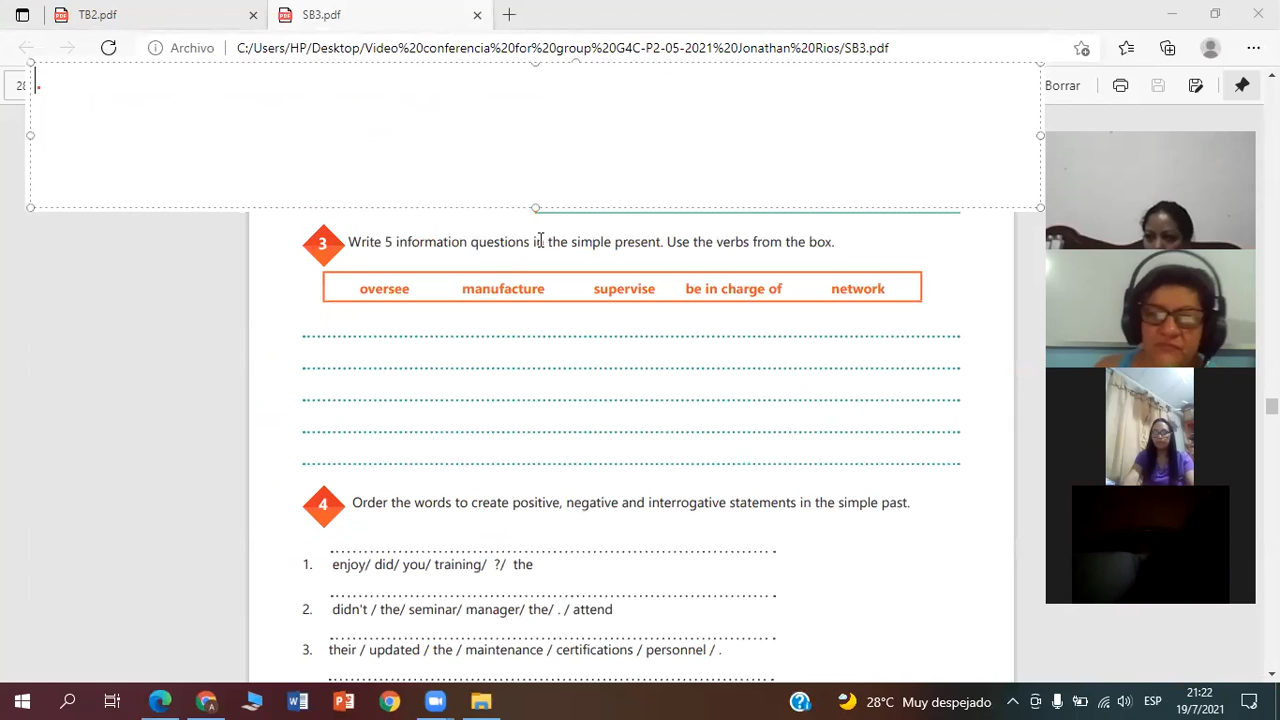 TB2.pdf
SB3.pdf
Archivo
C:/Users/HP/Desktop/Video%20conferencia%20for%20group%20G4C-P2-05-2021%20Jonathan%20Rios/SB3.pdf
28
Borrar
3 Write 5 information questions in the simple present. Use the verbs from the box.
oversee manufacture supervise be in charge of network
4 Order the words to create positive, negative and interrogative statements in the simple past.
1. enjoy/ did/ you/ training/ ?/ the
2. didn't / the/ seminar/ manager/ the/ . / attend
3. their / updated / the / maintenance / certifications / personnel / .
28°C Muy despejado
ESP
21:22
19/7/2021